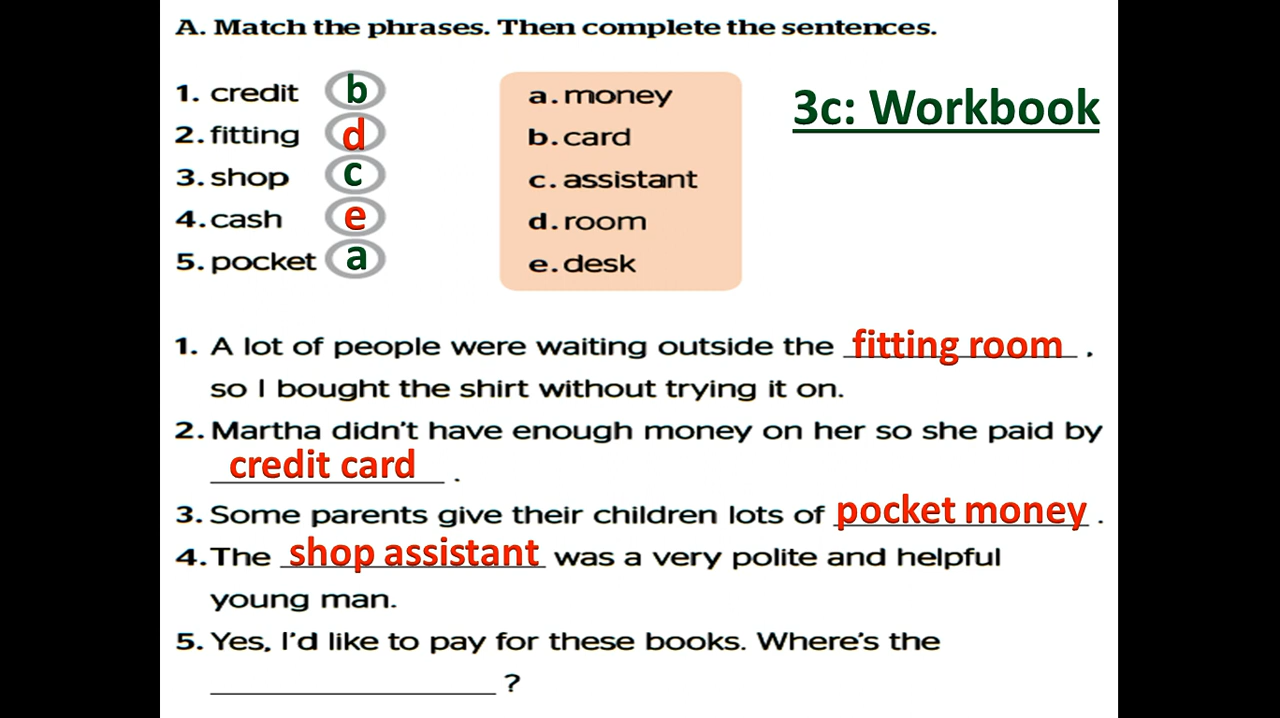 A. Match the phrases. Then complete the sentences.
3c: Workbook
1. credit b
2. fitting d
3. shop c
4. cash e
5. pocket a
a. money
b. card
c. assistant
d. room
e. desk
1. A lot of people were waiting outside the fitting room ,
so I bought the shirt without trying it on.
2. Martha didn't have enough money on her so she paid by
credit card .
3. Some parents give their children lots of pocket money .
4. The shop assistant was a very polite and helpful
young man.
5. Yes, I'd like to pay for these books. Where's the
____________________ ?